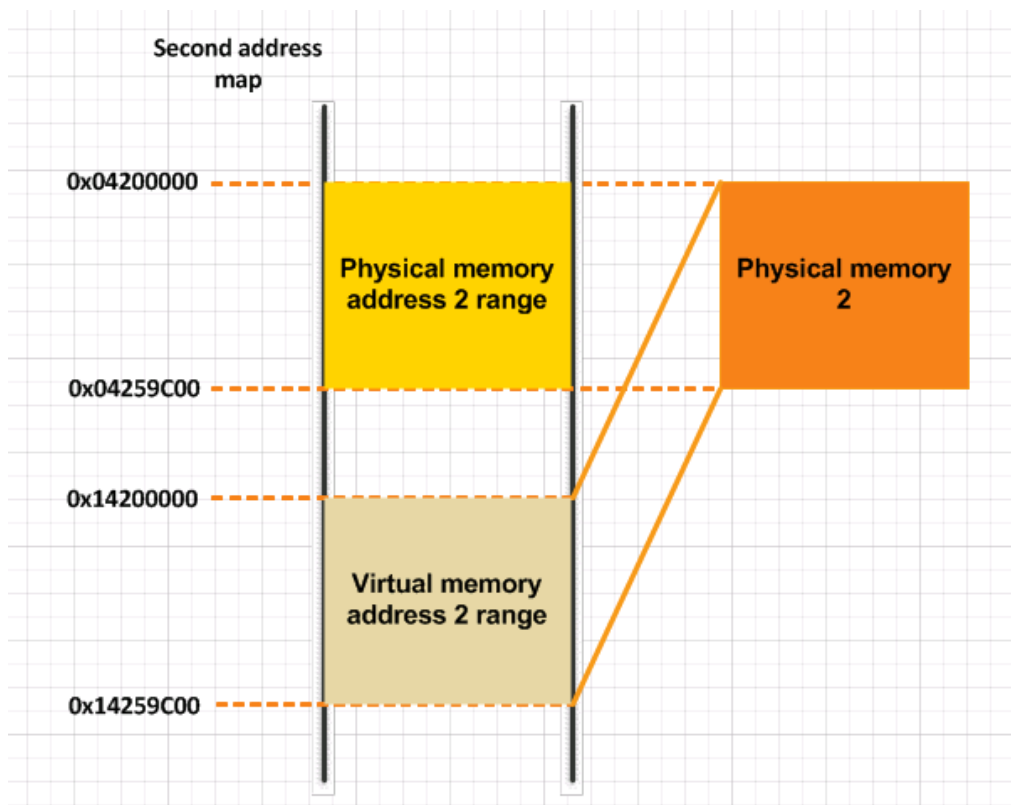 Second address
map
0x04200000
Physical memory
address 2 range
Physical memory
2
0x04259C00
0x14200000
Virtual memory
address 2 range
0x14259C00